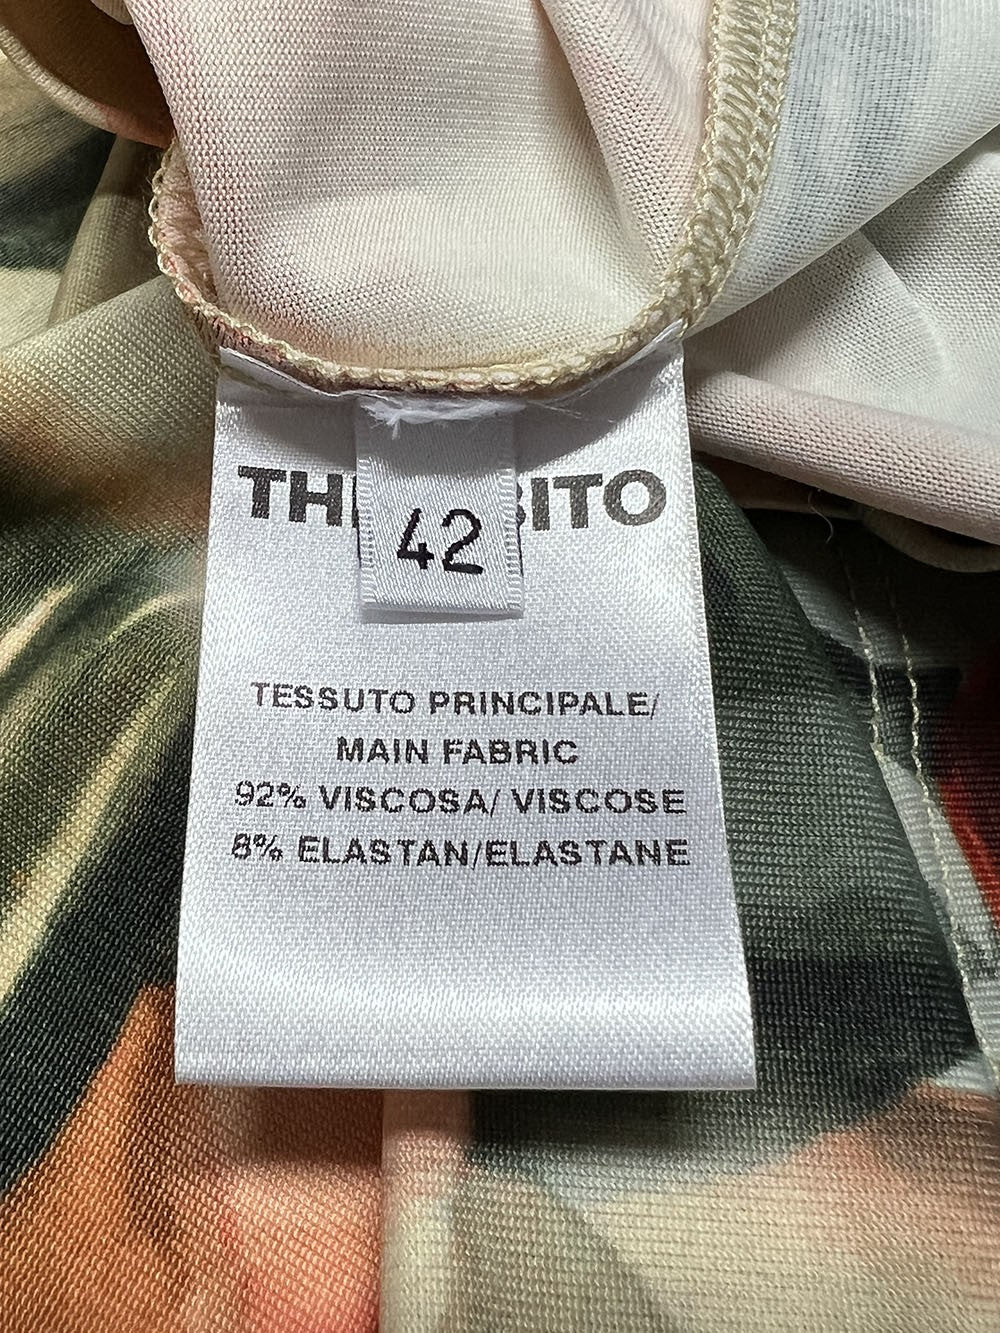 42
TESSUTO PRINCIPALE/
MAIN FABRIC
92% VISCOSA/ VISCOSE
8% ELASTAN/ELASTANE